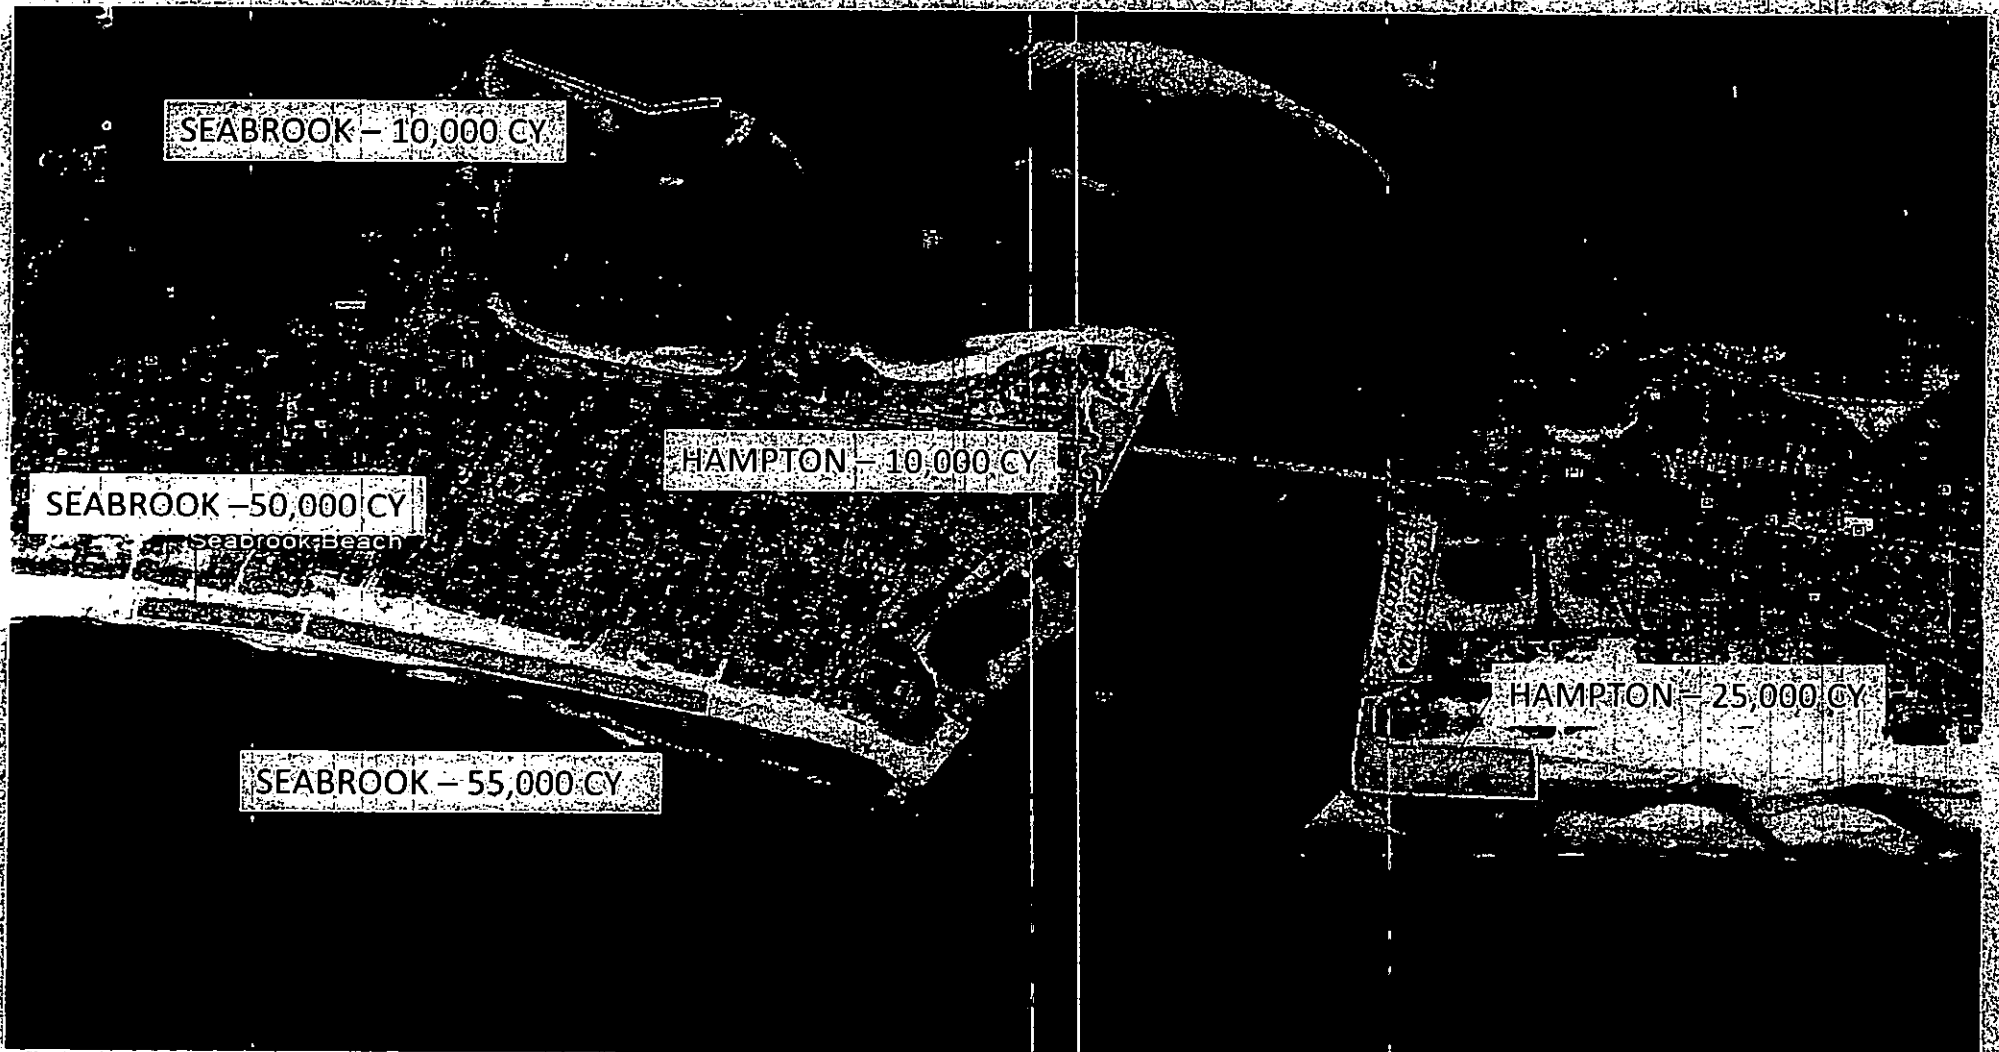 SEABROOK – 10,000 CY
HAMPTON – 10,000 CY
SEABROOK –50,000 CY
Seabrook Beach
HAMPTON – 25,000 CY
SEABROOK – 55,000 CY